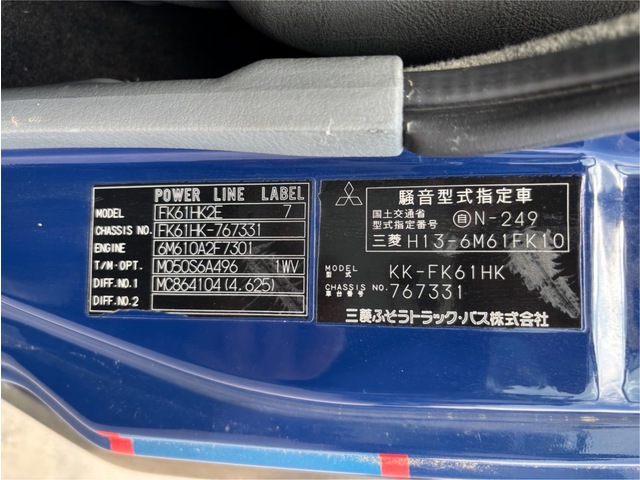 POWER LINE LABEL
MODEL FK61HK2E 7
CHASSIS NO. FK61HK-767331
ENGINE 6M610A2F7301
T/M-OPT. M050S6A496 1WV
DIFF.NO.1 MC864104(4.625)
DIFF.NO.2
騒音型式指定車
国土交通省
型式指定番号 自N-249
三菱 H13-6M61FK10
MODEL
型式 KK-FK61HK
CHASSIS NO.
車台番号 767331
三菱ふそうトラック・バス株式会社